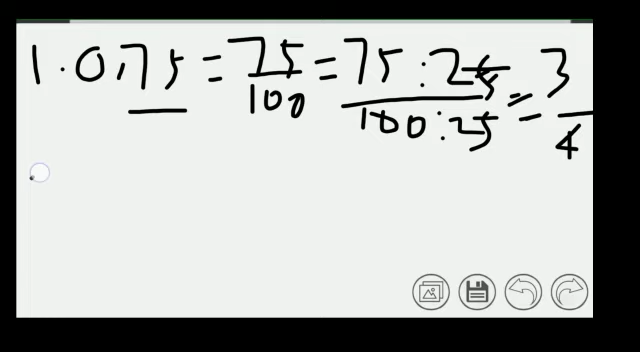 1. 0,75 = 75/100 = 75:25/100:25 = 3/4